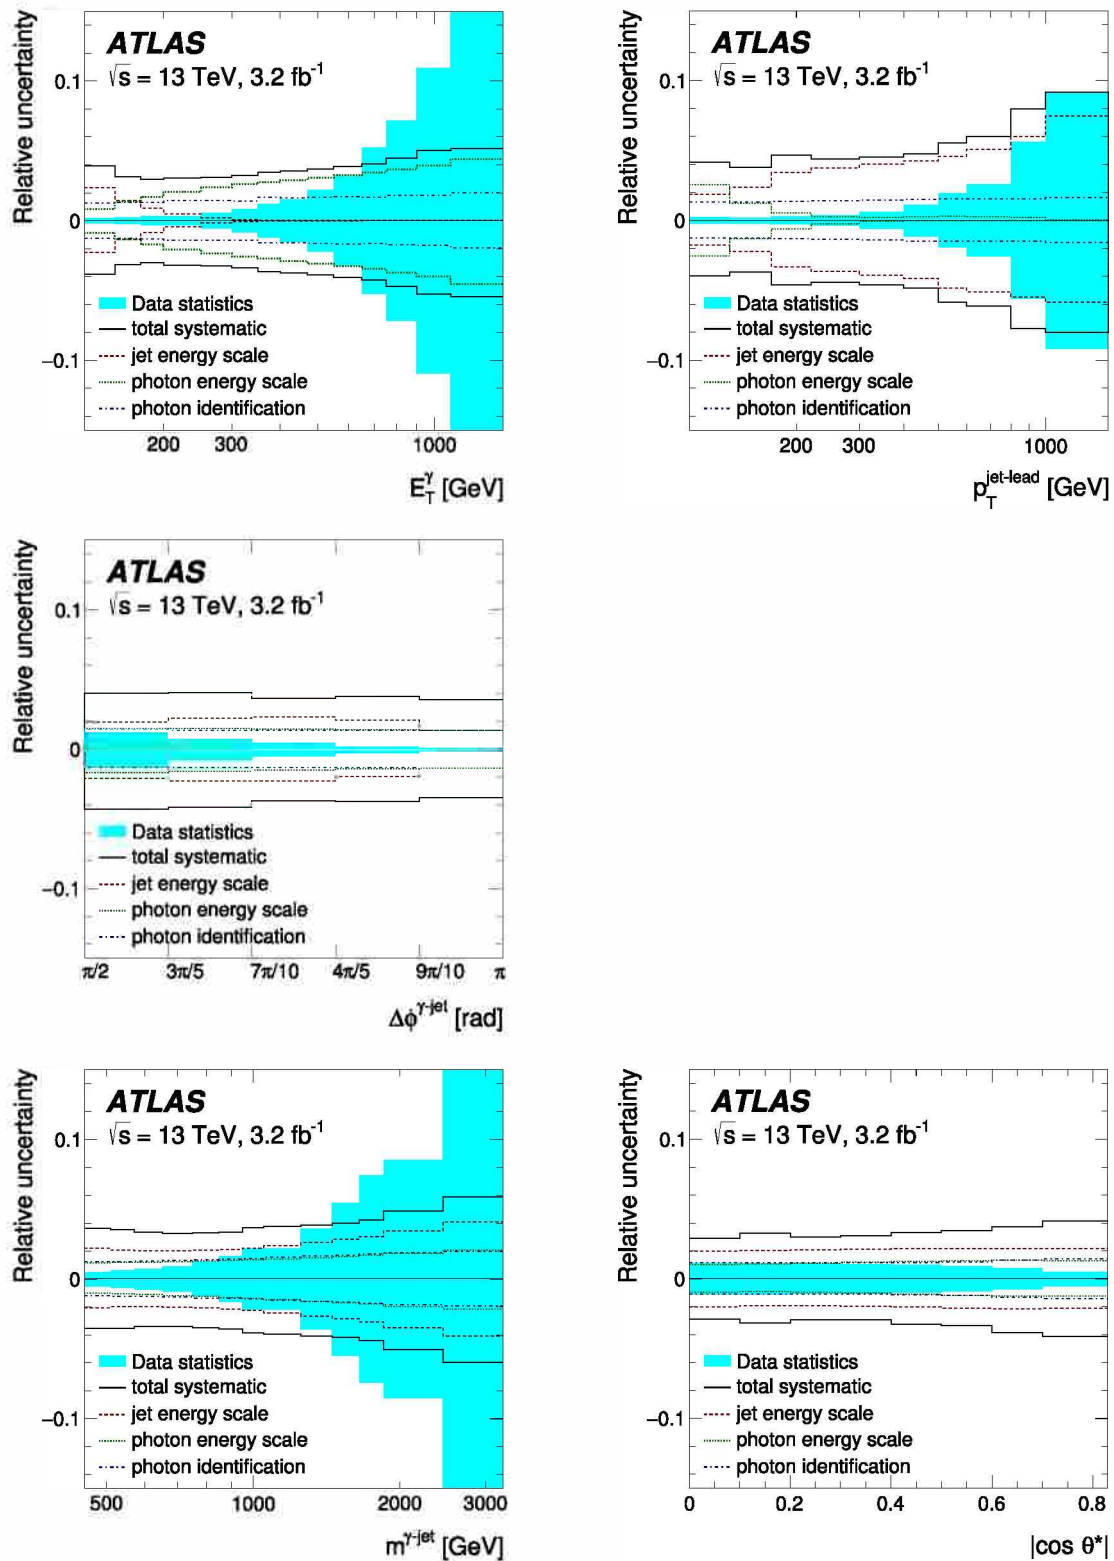 Relative uncertainty
ATLAS
√s = 13 TeV, 3.2 fb⁻¹
0.1
0
−0.1
Data statistics
total systematic
jet energy scale
photon energy scale
photon identification
200 300 1000
E_T^γ [GeV]
Relative uncertainty
ATLAS
√s = 13 TeV, 3.2 fb⁻¹
0.1
0
−0.1
Data statistics
total systematic
jet energy scale
photon energy scale
photon identification
200 300 1000
p_T^jet-lead [GeV]
Relative uncertainty
ATLAS
√s = 13 TeV, 3.2 fb⁻¹
0.1
0
−0.1
Data statistics
total systematic
jet energy scale
photon energy scale
photon identification
π/2 3π/5 7π/10 4π/5 9π/10 π
Δϕ^γ-jet [rad]
Relative uncertainty
ATLAS
√s = 13 TeV, 3.2 fb⁻¹
0.1
0
−0.1
Data statistics
total systematic
jet energy scale
photon energy scale
photon identification
500 1000 2000 3000
m^γ-jet [GeV]
Relative uncertainty
ATLAS
√s = 13 TeV, 3.2 fb⁻¹
0.1
0
−0.1
Data statistics
total systematic
jet energy scale
photon energy scale
photon identification
0 0.2 0.4 0.6 0.8
|cos θ*|